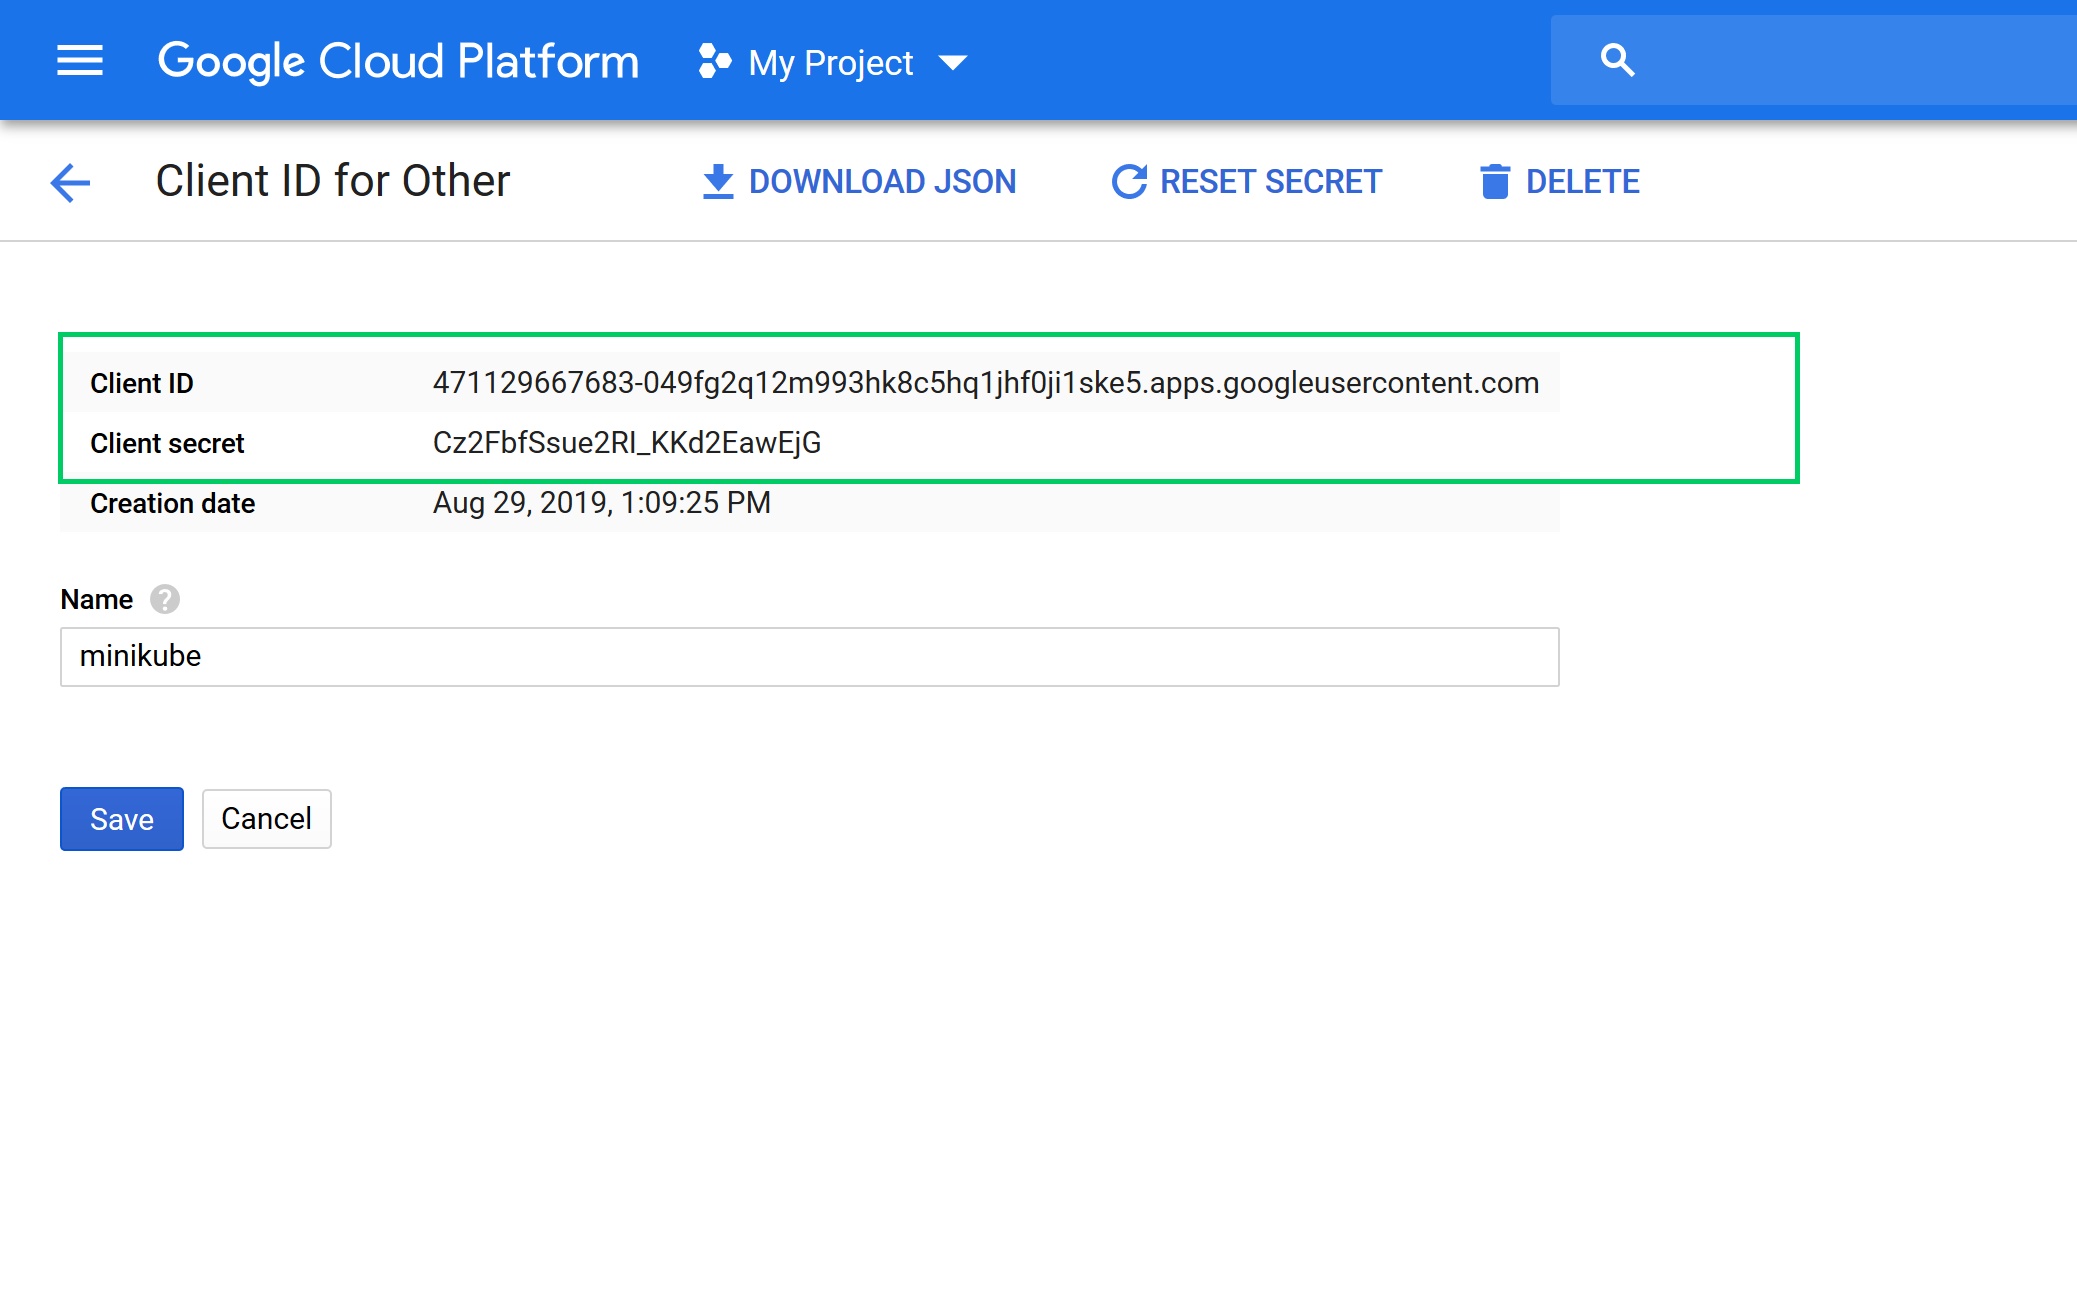 Google Cloud Platform My Project
Client ID for Other DOWNLOAD JSON RESET SECRET DELETE
Client ID 471129667683-049fg2q12m993hk8c5hq1jhf0ji1ske5.apps.googleusercontent.com
Client secret Cz2FbfSsue2RI_KKd2EawEjG
Creation date Aug 29, 2019, 1:09:25 PM
Name ?
minikube
Save Cancel